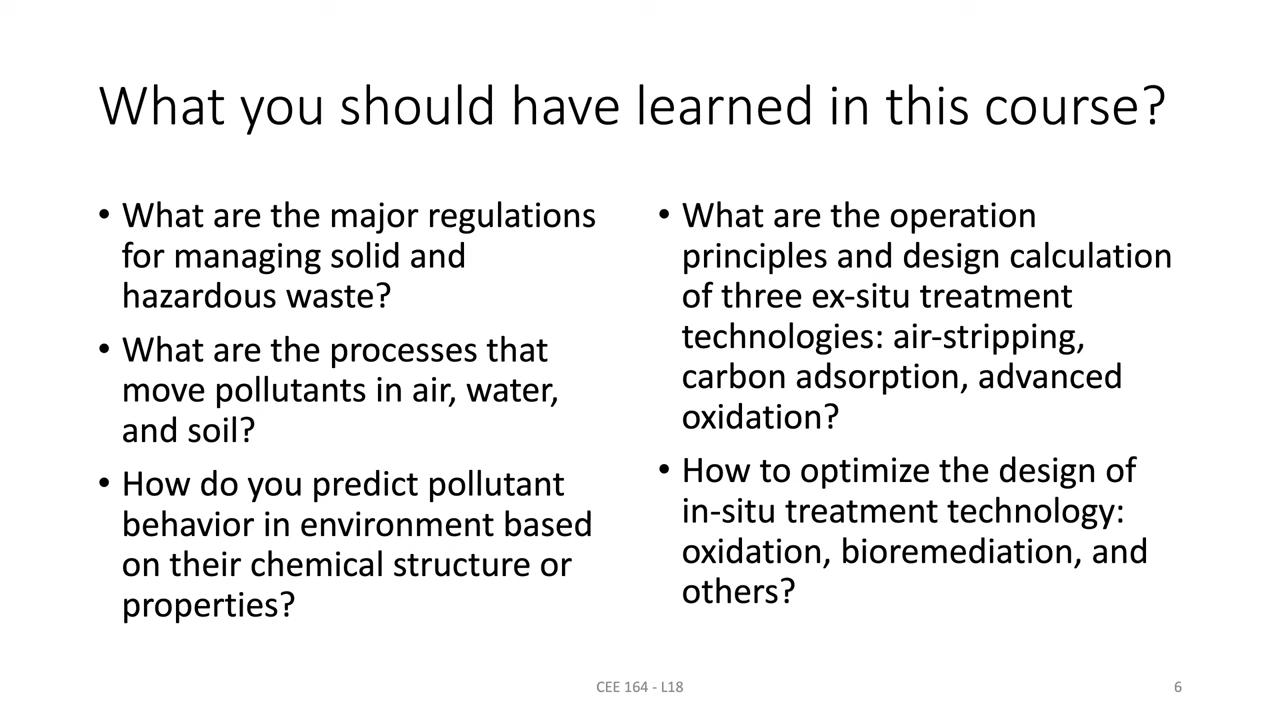 What you should have learned in this course?
• What are the major regulations
for managing solid and
hazardous waste?
• What are the processes that
move pollutants in air, water,
and soil?
• How do you predict pollutant
behavior in environment based
on their chemical structure or
properties?
• What are the operation
principles and design calculation
of three ex-situ treatment
technologies: air-stripping,
carbon adsorption, advanced
oxidation?
• How to optimize the design of
in-situ treatment technology:
oxidation, bioremediation, and
others?
CEE 164 - L18
6